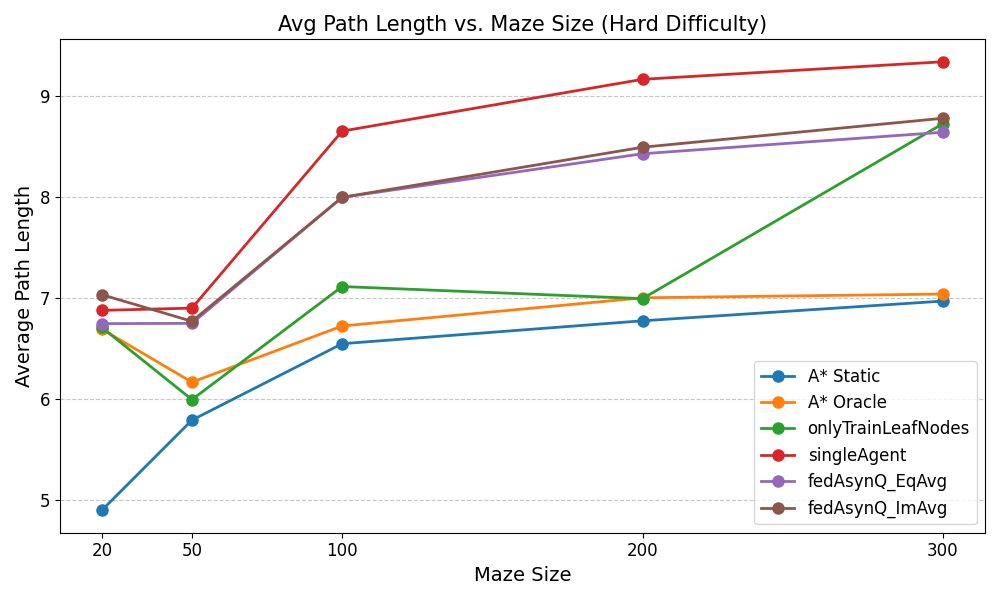 Avg Path Length vs. Maze Size (Hard Difficulty)
Average Path Length
9
8
7
6
5
20 50 100 200 300
Maze Size
A* Static
A* Oracle
onlyTrainLeafNodes
singleAgent
fedAsynQ_EqAvg
fedAsynQ_ImAvg